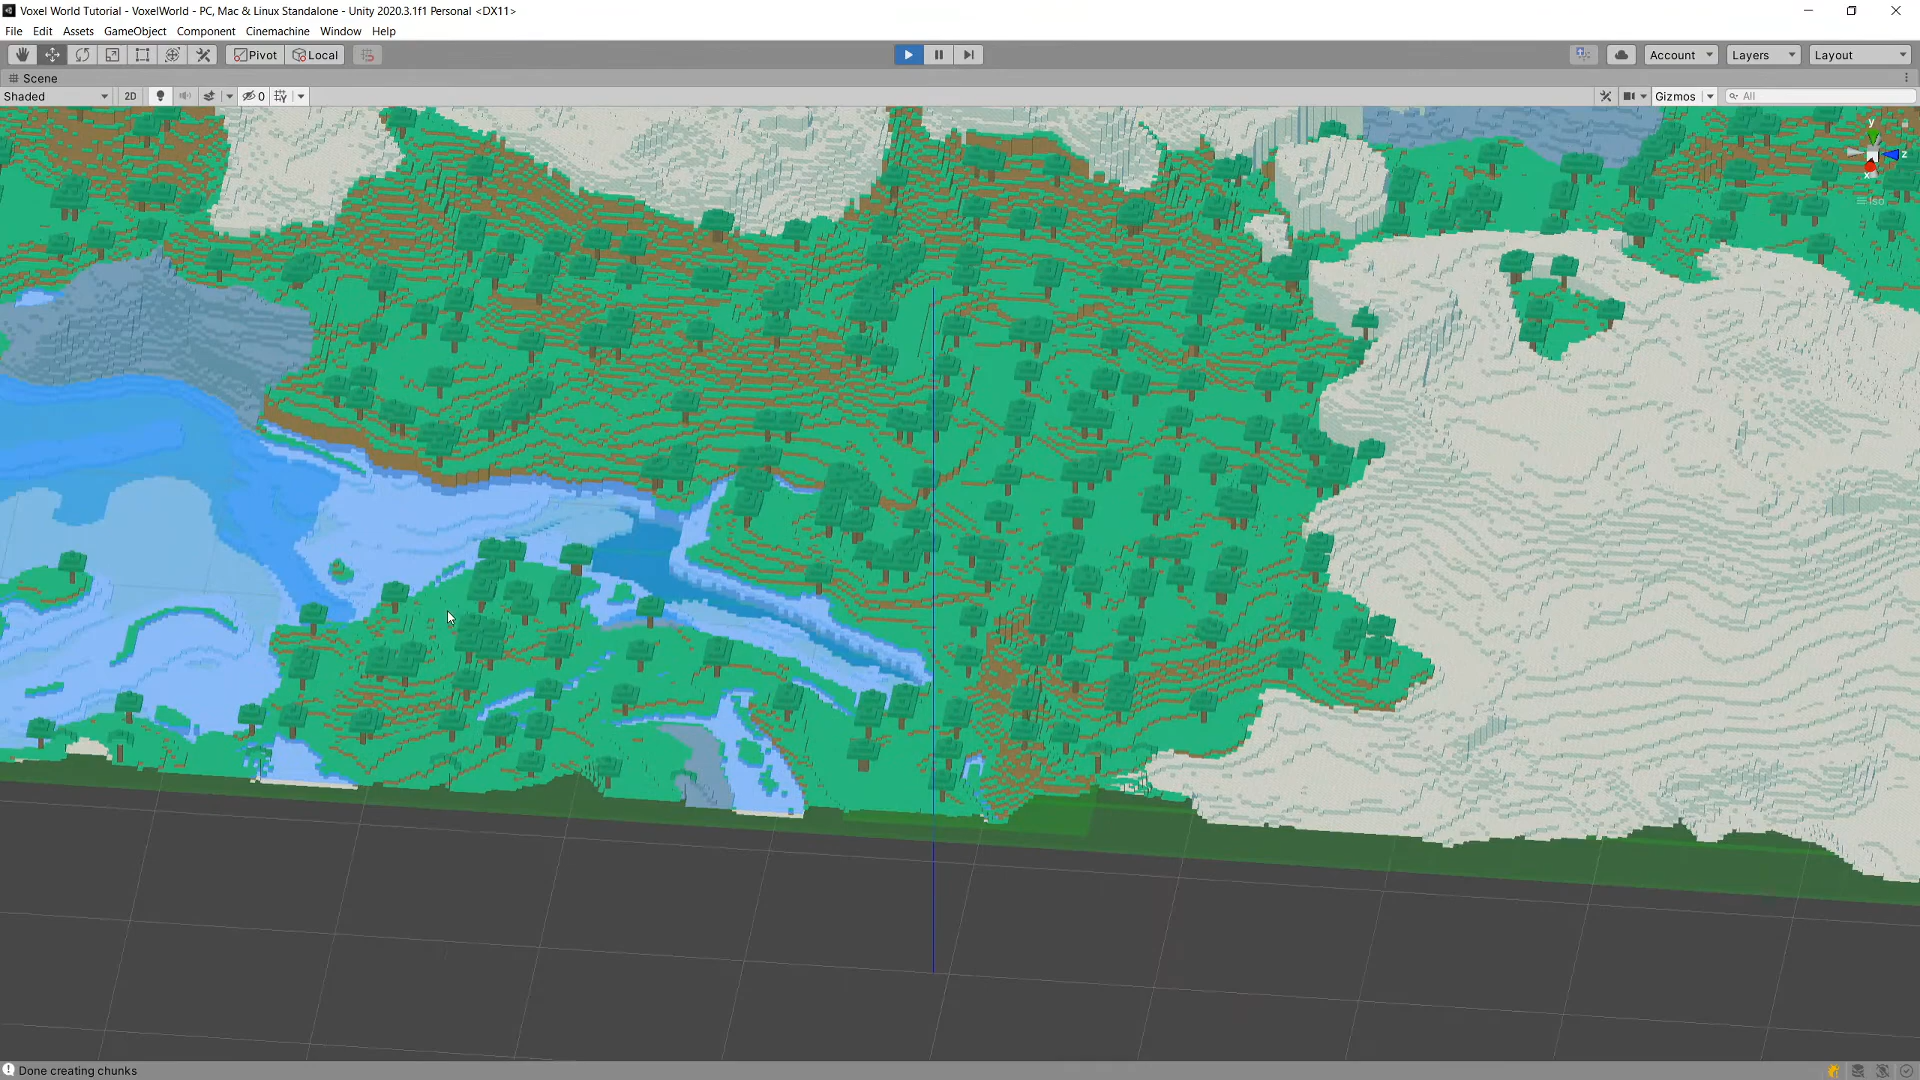 Voxel World Tutorial - VoxelWorld - PC, Mac & Linux Standalone - Unity 2020.3.1f1 Personal <DX11>
File Edit Assets GameObject Component Cinemachine Window Help
Pivot Local Account Layers Layout
Scene
Shaded 2D 0 Gizmos All
y
z
x
Iso
Done creating chunks